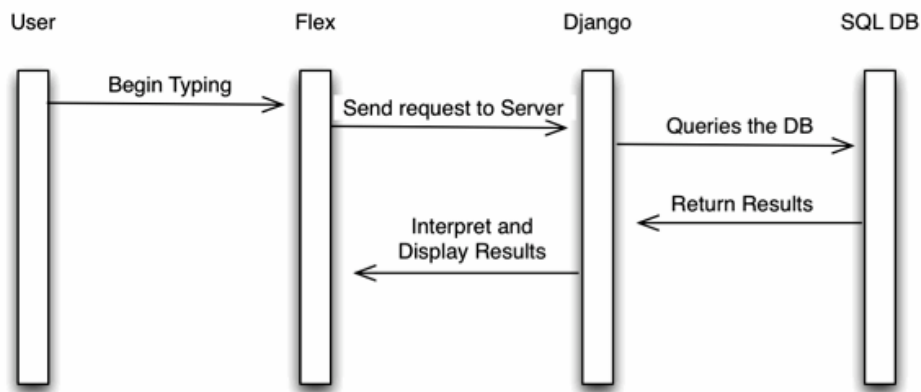 User
Flex
Django
SQL DB
Begin Typing
Send request to Server
Queries the DB
Return Results
Interpret and
Display Results